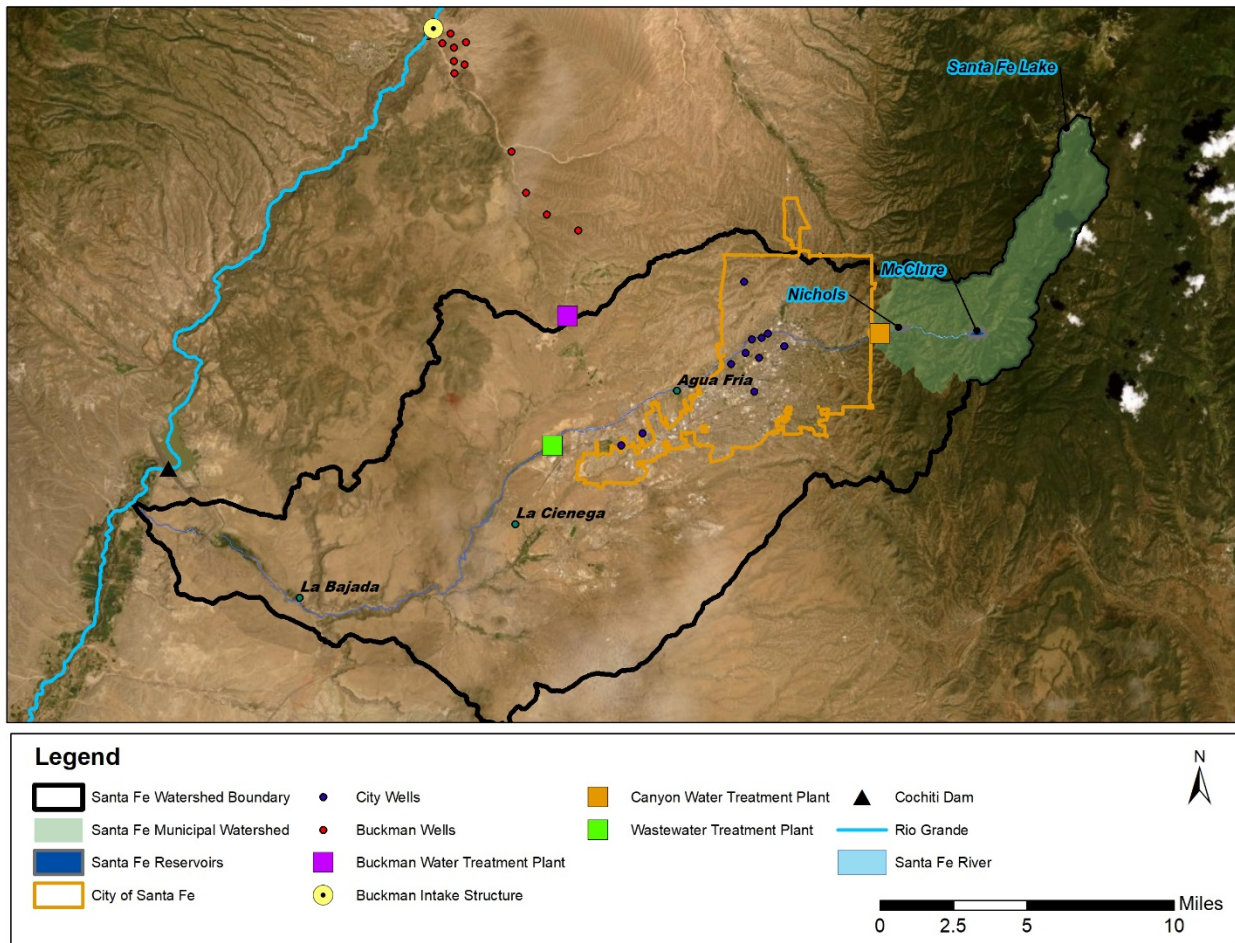 Santa Fe Lake
McClure
Nichols
Agua Fria
La Cienega
La Bajada
Legend
Santa Fe Watershed Boundary
Santa Fe Municipal Watershed
Santa Fe Reservoirs
City of Santa Fe
City Wells
Buckman Wells
Buckman Water Treatment Plant
Buckman Intake Structure
Canyon Water Treatment Plant
Wastewater Treatment Plant
Cochiti Dam
Rio Grande
Santa Fe River
N
Miles
0 2.5 5 10